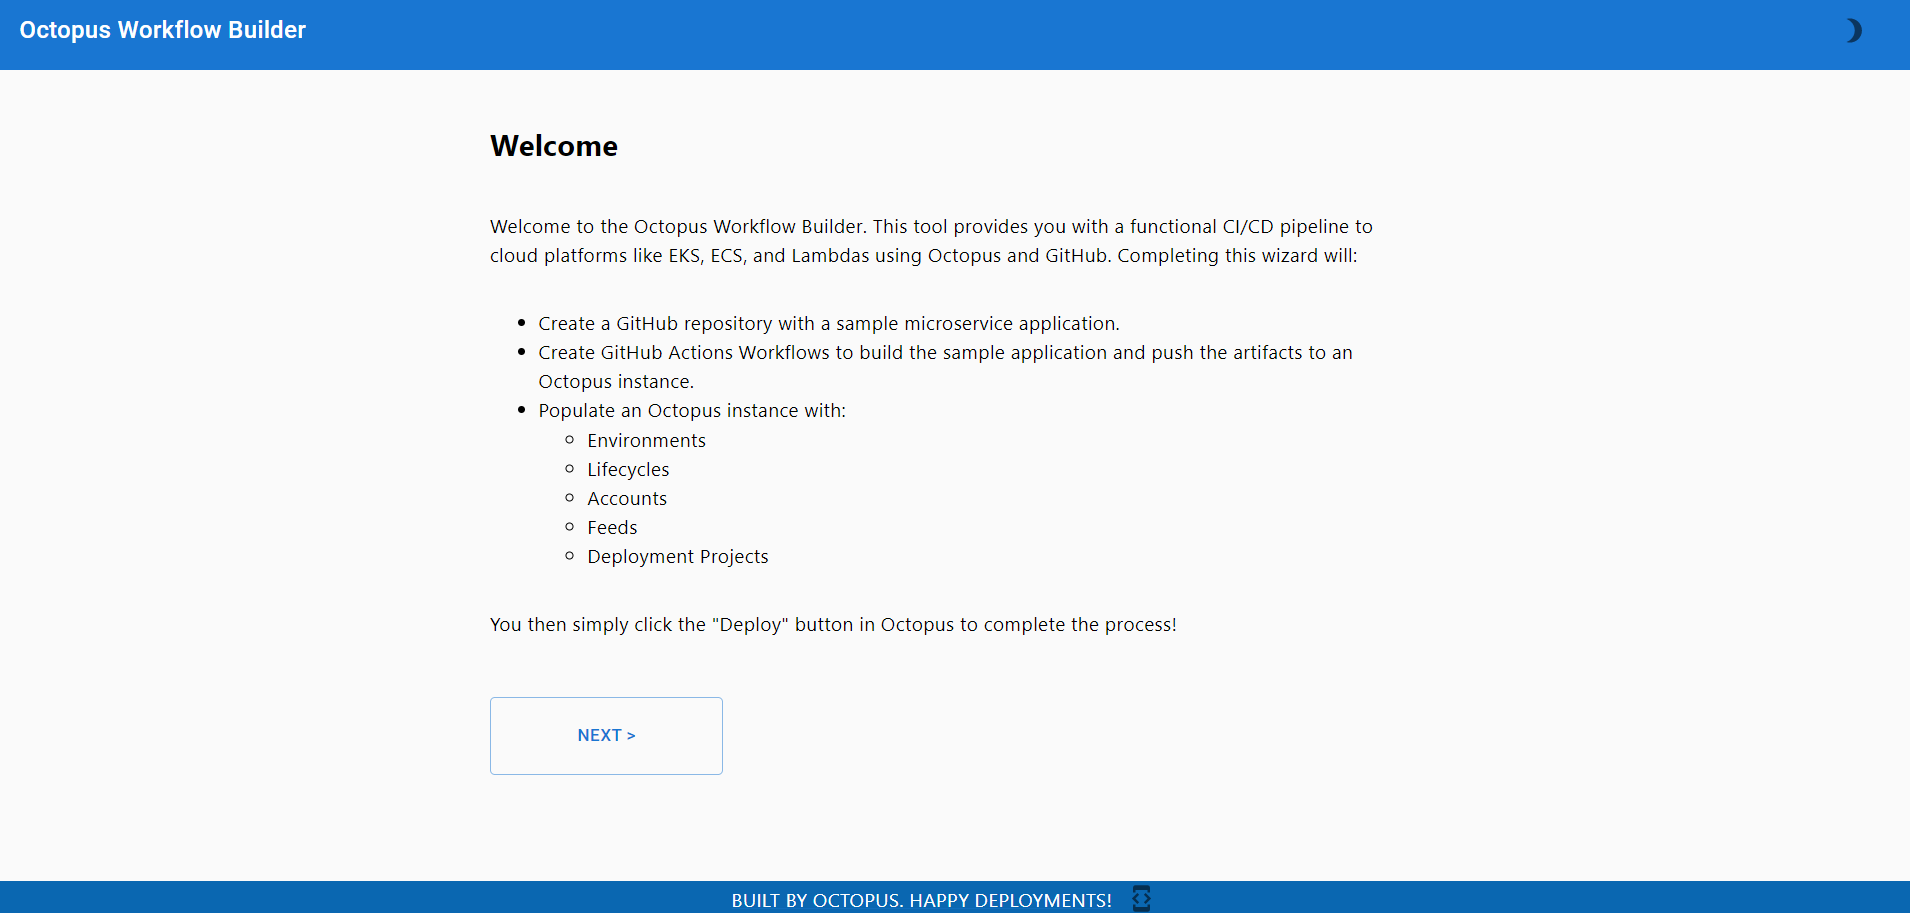 Octopus Workflow Builder
Welcome
Welcome to the Octopus Workflow Builder. This tool provides you with a functional CI/CD pipeline to
cloud platforms like EKS, ECS, and Lambdas using Octopus and GitHub. Completing this wizard will:
• Create a GitHub repository with a sample microservice application.
• Create GitHub Actions Workflows to build the sample application and push the artifacts to an
Octopus instance.
• Populate an Octopus instance with:
◦ Environments
◦ Lifecycles
◦ Accounts
◦ Feeds
◦ Deployment Projects
You then simply click the "Deploy" button in Octopus to complete the process!
NEXT >
BUILT BY OCTOPUS. HAPPY DEPLOYMENTS!